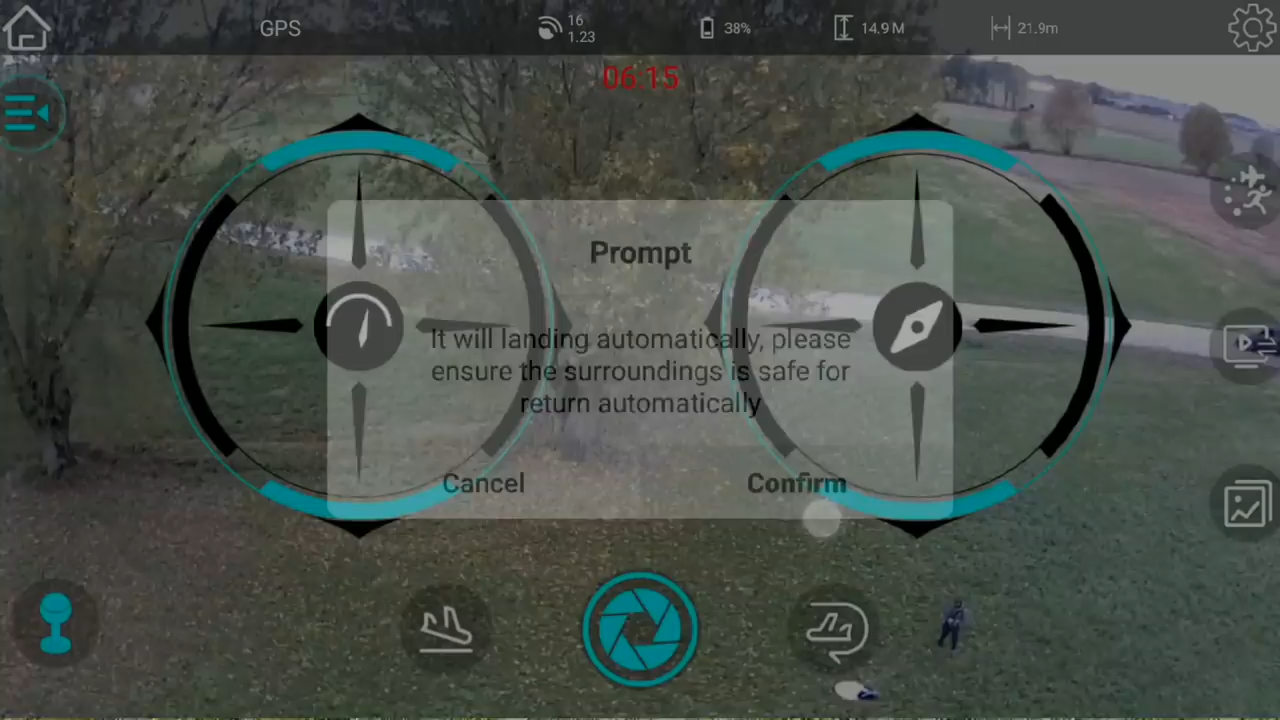 GPS
16
1.23
38%
14.9 M
21.9m
06:15
Prompt
It will landing automatically, please
ensure the surroundings is safe for
return automatically
Cancel
Confirm